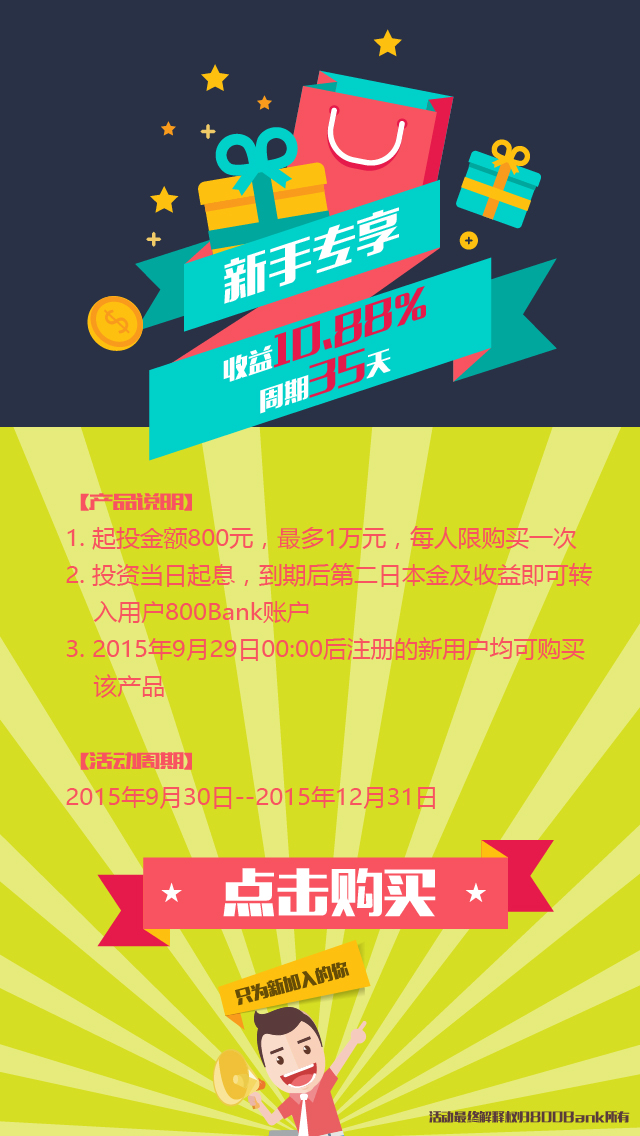 新手专享
收益10.88%
周期35天
【产品说明】
1. 起投金额800元，最多1万元，每人限购买一次
2. 投资当日起息，到期后第二日本金及收益即可转
入用户800Bank账户
3. 2015年9月29日00:00后注册的新用户均可购买
该产品
【活动周期】
2015年9月30日--2015年12月31日
点击购买
只为新加入的你
活动最终解释权归800Bank所有